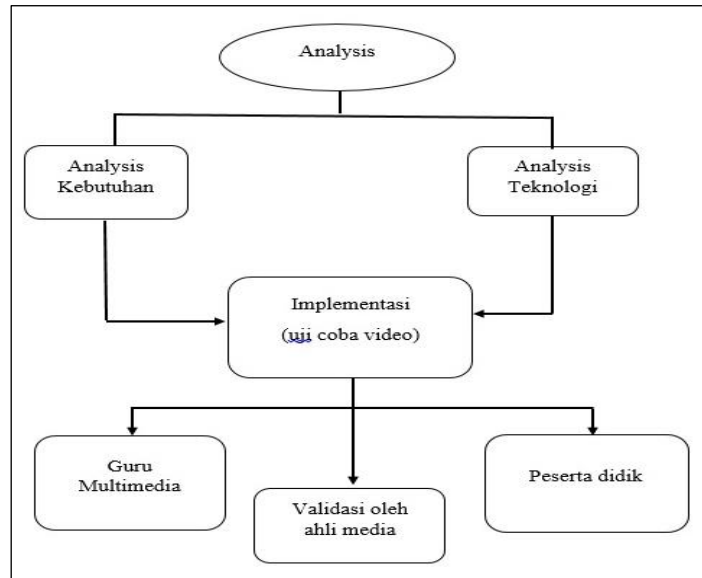 Analysis
Analysis
Kebutuhan
Analysis
Teknologi
Implementasi
(uji coba video)
Guru
Multimedia
Validasi oleh
ahli media
Peserta didik